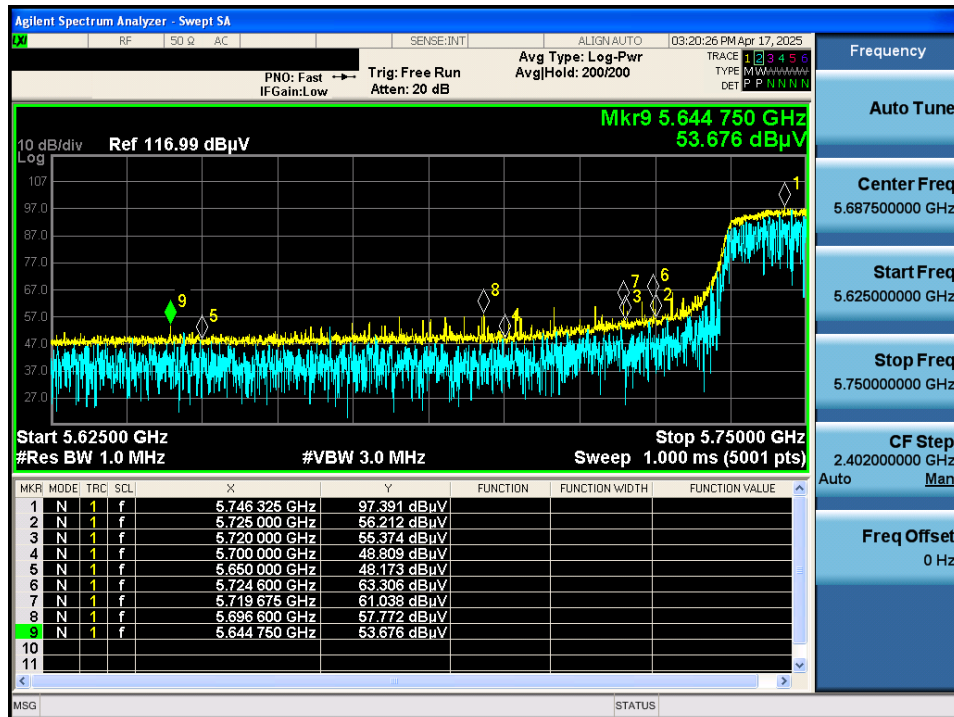 Agilent Spectrum Analyzer - Swept SA
LXI RF 50 Ω AC SENSE:INT ALIGN AUTO 03:20:26 PM Apr 17, 2025
Frequency
PNO: Fast Trig: Free Run Avg Type: Log-Pwr TRACE 1 2 3 4 5 6
IFGain:Low Atten: 20 dB Avg|Hold: 200/200 TYPE M W
DET P P N N N N
Auto Tune
Mkr9 5.644 750 GHz
53.676 dBµV
10 dB/div Ref 116.99 dBµV
Log
107
97.0
87.0
77.0
67.0
57.0
47.0
37.0
27.0
1
6
7
8
9
3
2
5
4
Center Freq
5.687500000 GHz
Start Freq
5.625000000 GHz
Stop Freq
5.750000000 GHz
CF Step
2.402000000 GHz
Auto Man
Freq Offset
0 Hz
Start 5.62500 GHz Stop 5.75000 GHz
#Res BW 1.0 MHz #VBW 3.0 MHz Sweep 1.000 ms (5001 pts)
MKR MODE TRC SCL X Y FUNCTION FUNCTION WIDTH FUNCTION VALUE
1 N 1 f 5.746 325 GHz 97.391 dBµV
2 N 1 f 5.725 000 GHz 56.212 dBµV
3 N 1 f 5.720 000 GHz 55.374 dBµV
4 N 1 f 5.700 000 GHz 48.809 dBµV
5 N 1 f 5.650 000 GHz 48.173 dBµV
6 N 1 f 5.724 600 GHz 63.306 dBµV
7 N 1 f 5.719 675 GHz 61.038 dBµV
8 N 1 f 5.696 600 GHz 57.772 dBµV
9 N 1 f 5.644 750 GHz 53.676 dBµV
10
11
MSG STATUS